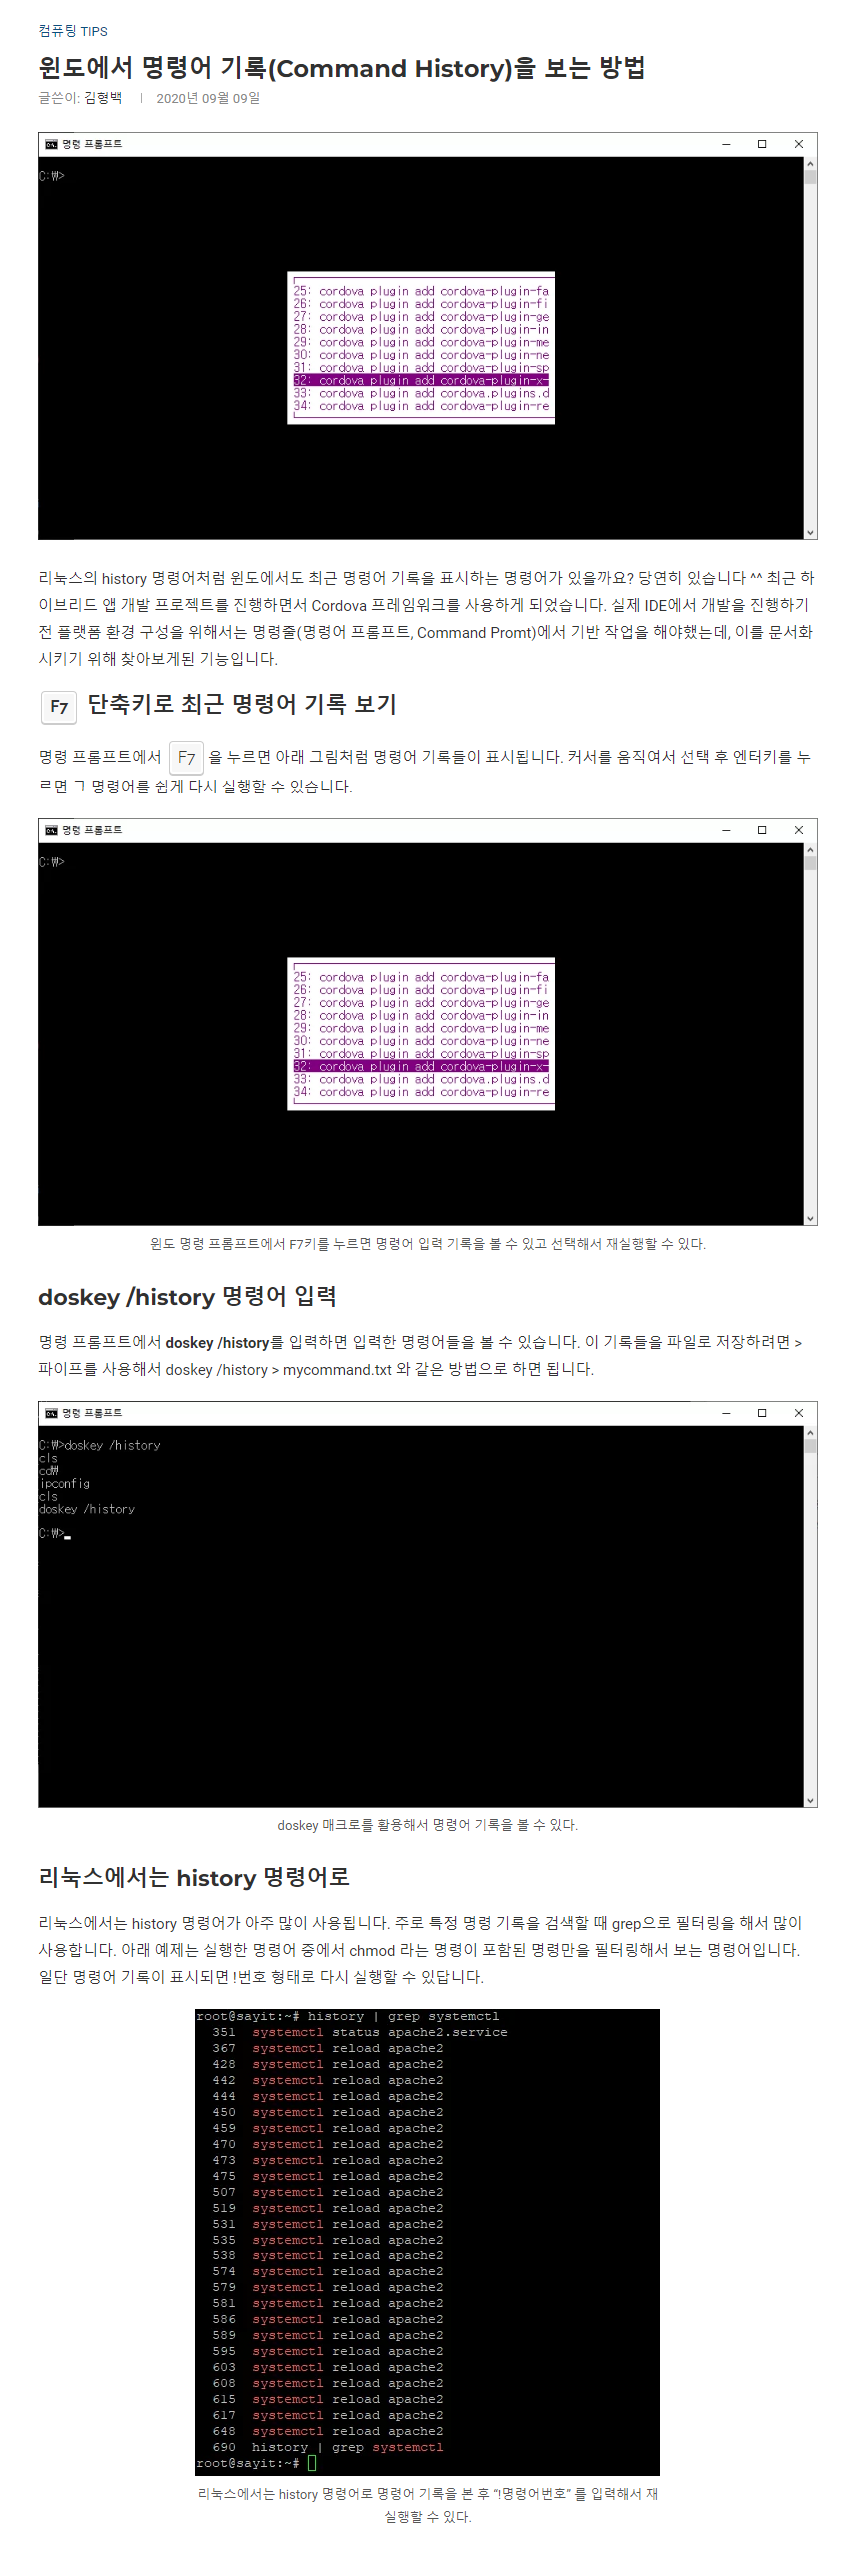 컴퓨팅 TIPS
윈도에서 명령어 기록(Command History)을 보는 방법
글쓴이: 김형백 | 2020년 09월 09일
명령 프롬프트
C:₩>
25: cordova plugin add cordova-plugin-fa
26: cordova plugin add cordova-plugin-fi
27: cordova plugin add cordova-plugin-ge
28: cordova plugin add cordova-plugin-in
29: cordova plugin add cordova-plugin-me
30: cordova plugin add cordova-plugin-ne
31: cordova plugin add cordova-plugin-sp
32: cordova plugin add cordova-plugin-x-
33: cordova plugin add cordova.plugins.d
34: cordova plugin add cordova-plugin-re
리눅스의 history 명령어처럼 윈도에서도 최근 명령어 기록을 표시하는 명령어가 있을까요? 당연히 있습니다 ^^ 최근 하
이브리드 앱 개발 프로젝트를 진행하면서 Cordova 프레임워크를 사용하게 되었습니다. 실제 IDE에서 개발을 진행하기
전 플랫폼 환경 구성을 위해서는 명령줄(명령어 프롬프트, Command Promt)에서 기반 작업을 해야했는데, 이를 문서화
시키기 위해 찾아보게된 기능입니다.
F7 단축키로 최근 명령어 기록 보기
명령 프롬프트에서 F7 을 누르면 아래 그림처럼 명령어 기록들이 표시됩니다. 커서를 움직여서 선택 후 엔터키를 누
르면 그 명령어를 쉽게 다시 실행할 수 있습니다.
명령 프롬프트
C:₩>
25: cordova plugin add cordova-plugin-fa
26: cordova plugin add cordova-plugin-fi
27: cordova plugin add cordova-plugin-ge
28: cordova plugin add cordova-plugin-in
29: cordova plugin add cordova-plugin-me
30: cordova plugin add cordova-plugin-ne
31: cordova plugin add cordova-plugin-sp
32: cordova plugin add cordova-plugin-x-
33: cordova plugin add cordova.plugins.d
34: cordova plugin add cordova-plugin-re
윈도 명령 프롬프트에서 F7키를 누르면 명령어 입력 기록을 볼 수 있고 선택해서 재실행할 수 있다.
doskey /history 명령어 입력
명령 프롬프트에서 doskey /history를 입력하면 입력한 명령어들을 볼 수 있습니다. 이 기록들을 파일로 저장하려면 >
파이프를 사용해서 doskey /history > mycommand.txt 와 같은 방법으로 하면 됩니다.
명령 프롬프트
C:₩>doskey /history
cls
cd₩
ipconfig
cls
doskey /history
C:₩>
doskey 매크로를 활용해서 명령어 기록을 볼 수 있다.
리눅스에서는 history 명령어로
리눅스에서는 history 명령어가 아주 많이 사용됩니다. 주로 특정 명령 기록을 검색할 때 grep으로 필터링을 해서 많이
사용합니다. 아래 예제는 실행한 명령어 중에서 chmod 라는 명령이 포함된 명령만을 필터링해서 보는 명령어입니다.
일단 명령어 기록이 표시되면 !번호 형태로 다시 실행할 수 있답니다.
root@sayit:~# history | grep systemctl
351 systemctl status apache2.service
367 systemctl reload apache2
428 systemctl reload apache2
442 systemctl reload apache2
444 systemctl reload apache2
450 systemctl reload apache2
459 systemctl reload apache2
470 systemctl reload apache2
473 systemctl reload apache2
475 systemctl reload apache2
507 systemctl reload apache2
519 systemctl reload apache2
531 systemctl reload apache2
535 systemctl reload apache2
538 systemctl reload apache2
574 systemctl reload apache2
579 systemctl reload apache2
581 systemctl reload apache2
586 systemctl reload apache2
589 systemctl reload apache2
595 systemctl reload apache2
603 systemctl reload apache2
608 systemctl reload apache2
615 systemctl reload apache2
617 systemctl reload apache2
648 systemctl reload apache2
690 history | grep systemctl
root@sayit:~#
리눅스에서는 history 명령어로 명령어 기록을 본 후 “!명령어번호” 를 입력해서 재
실행할 수 있다.